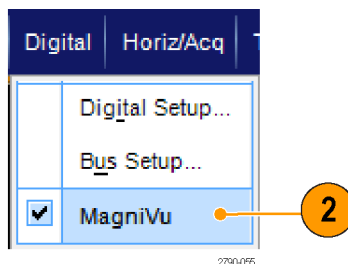 Digital Horiz/Acq
Digital Setup...
Bus Setup...
MagniVu
2
2790-055